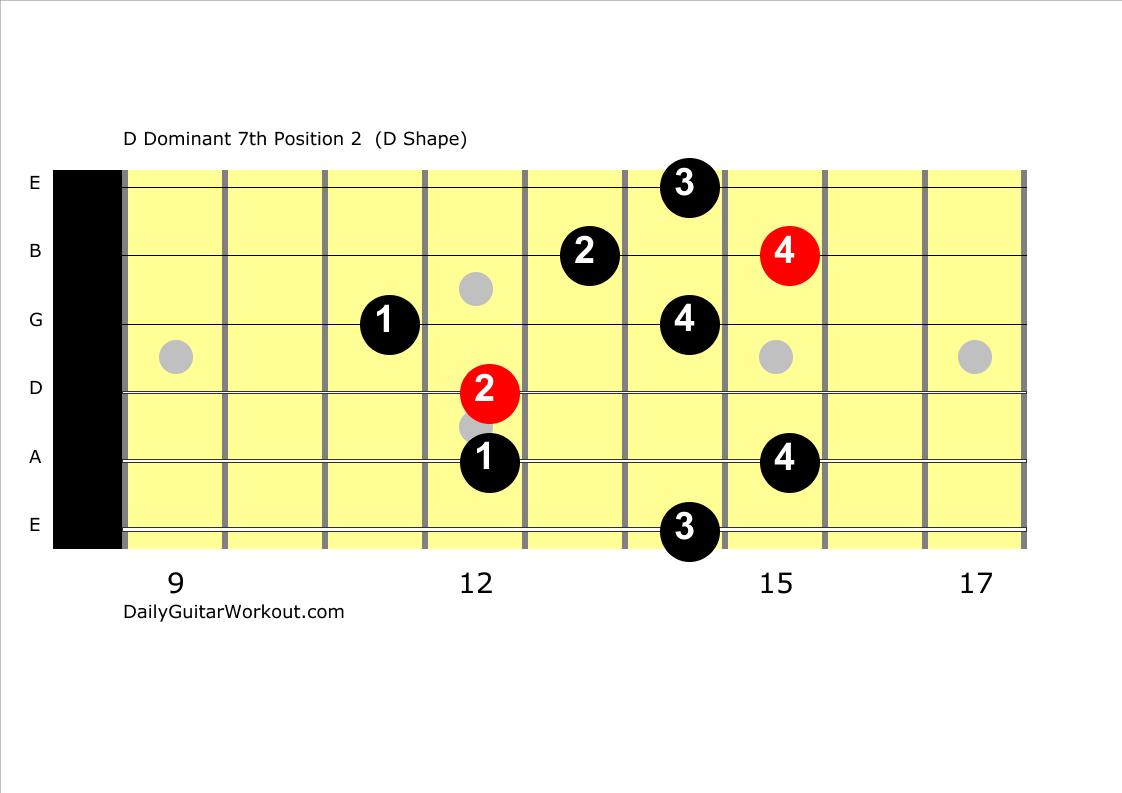 D Dominant 7th Position 2  (D Shape)
E 3
B 2 4
G 1 4
D 2
A 1 4
E 3
9 12 15 17
DailyGuitarWorkout.com